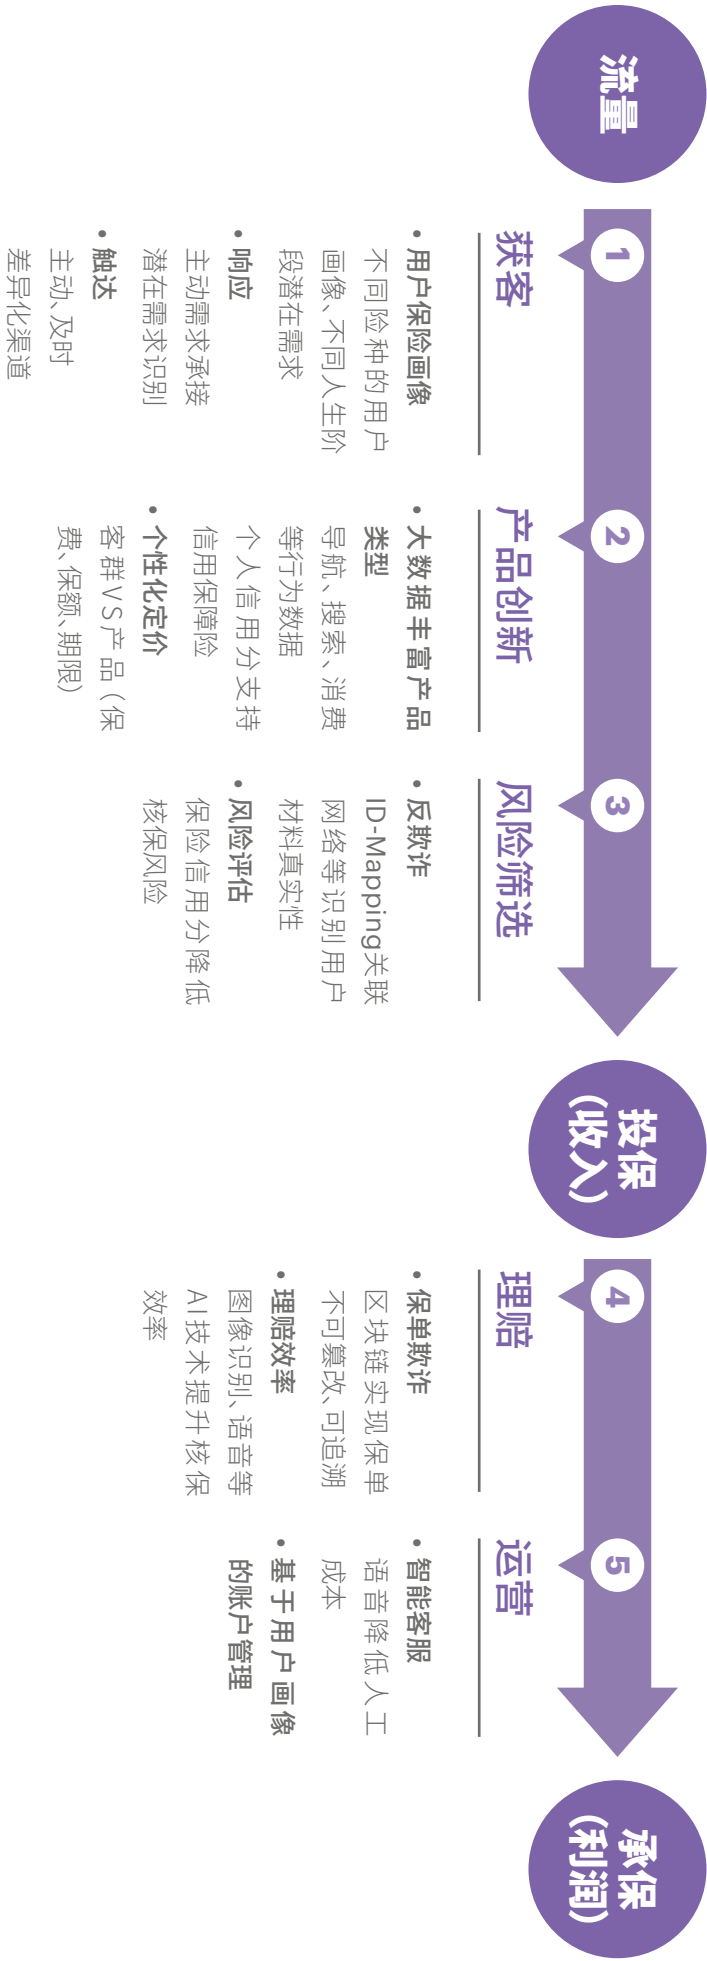 流量
1
获客
• 用户保险画像
不同险种的用户
画像、不同人生阶
段潜在需求
• 响应
主动需求承接
潜在需求识别
• 触达
主动、及时
差异化渠道
2
产品创新
• 大数据丰富产品
类型
导航、搜索、消费
等行为数据
个人信用分支持
信用保障险
• 个性化定价
客群VS产品（保
费、保额、期限）
3
风险筛选
• 反欺诈
ID-Mapping关联
网络等识别用户
材料真实性
• 风险评估
保险信用分降低
核保风险
投保
（收入）
4
理赔
• 保单欺诈
区块链实现保单
不可篡改、可追溯
• 理赔效率
图像识别、语音等
AI技术提升核保
效率
5
运营
• 智能客服
语音降低人工
成本
• 基于用户画像
的账户管理
承保
（利润）